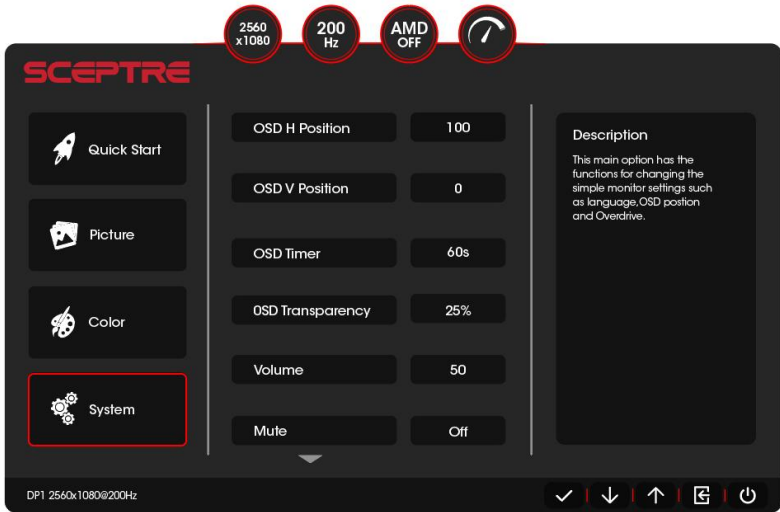 2560
x1080
200
Hz
AMD
OFF
SCEPTRE
Quick Start
Picture
Color
System
OSD H Position 100
OSD V Position 0
OSD Timer 60s
0SD Transparency 25%
Volume 50
Mute Off
Description
This main option has the
functions for changing the
simple monitor settings such
as language,OSD postion
and Overdrive.
DP1 2560x1080@200Hz